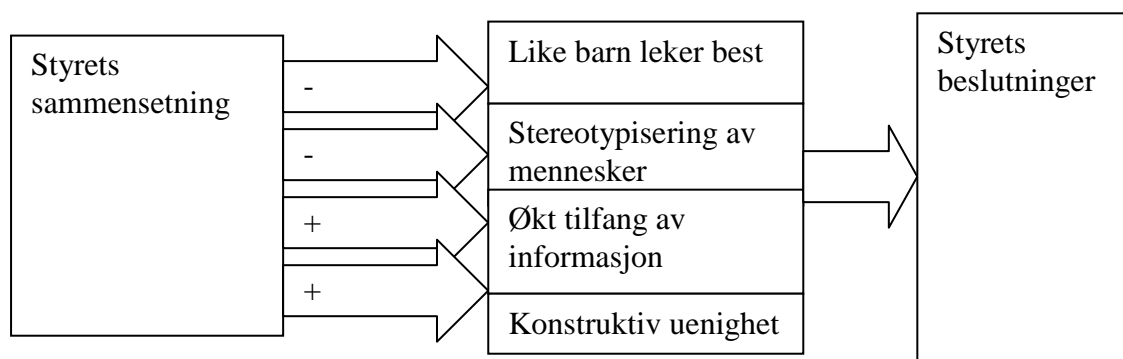 Styrets
sammensetning
-
-
+
+
Like barn leker best
Stereotypisering av
mennesker
Økt tilfang av
informasjon
Konstruktiv uenighet
Styrets
beslutninger